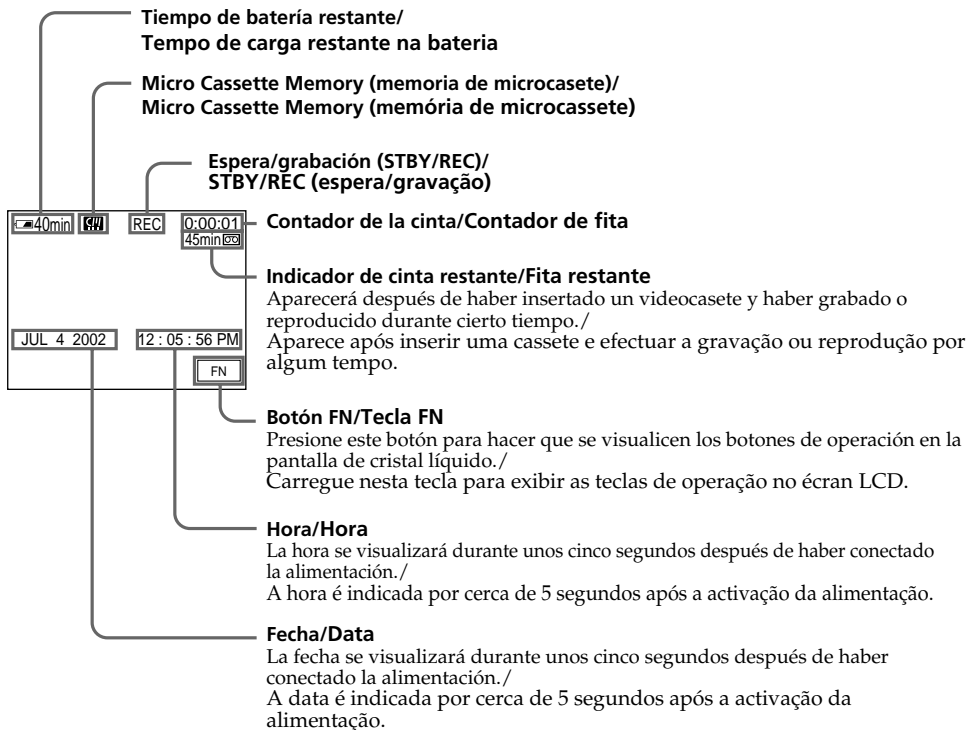 Tiempo de batería restante/
Tempo de carga restante na bateria
Micro Cassette Memory (memoria de microcasete)/
Micro Cassette Memory (memória de microcassete)
Espera/grabación (STBY/REC)/
STBY/REC (espera/gravação)
40min REC 0:00:01
45min
JUL 4 2002 12 : 05 : 56 PM
FN
Contador de la cinta/Contador de fita
Indicador de cinta restante/Fita restante
Aparecerá después de haber insertado un videocasete y haber grabado o
reproducido durante cierto tiempo./
Aparece após inserir uma cassete e efectuar a gravação ou reprodução por
algum tempo.
Botón FN/Tecla FN
Presione este botón para hacer que se visualicen los botones de operación en la
pantalla de cristal líquido./
Carregue nesta tecla para exibir as teclas de operação no écran LCD.
Hora/Hora
La hora se visualizará durante unos cinco segundos después de haber conectado
la alimentación./
A hora é indicada por cerca de 5 segundos após a activação da alimentação.
Fecha/Data
La fecha se visualizará durante unos cinco segundos después de haber
conectado la alimentación./
A data é indicada por cerca de 5 segundos após a activação da
alimentação.